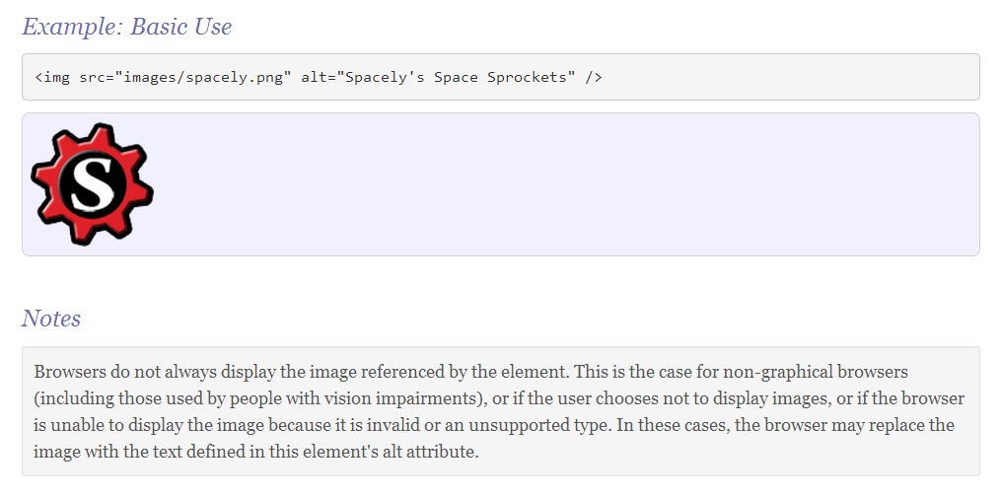 Example: Basic Use
<img src="images/spacely.png" alt="Spacely's Space Sprockets" />
S
Notes
Browsers do not always display the image referenced by the element. This is the case for non-graphical browsers
(including those used by people with vision impairments), or if the user chooses not to display images, or if the browser
is unable to display the image because it is invalid or an unsupported type. In these cases, the browser may replace the
image with the text defined in this element's alt attribute.